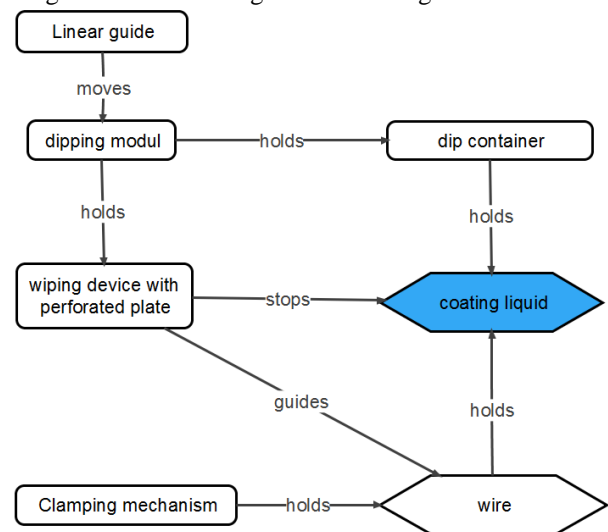 Linear guide
moves
dipping modul
holds
dip container
holds
holds
wiping device with
perforated plate
stops
coating liquid
guides
holds
Clamping mechanism
holds
wire